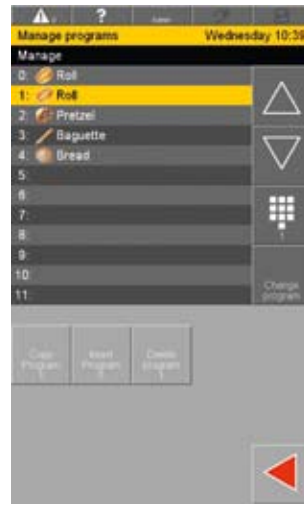 ?
Manage programs Wednesday 10:39
Manage
0: Roll
1: Roll
2: Pretzel
3: Baguette
4: Bread
5:
6:
7:
8:
9:
10:
11:
1
Change program
Copy Program
Insert Program
Create program